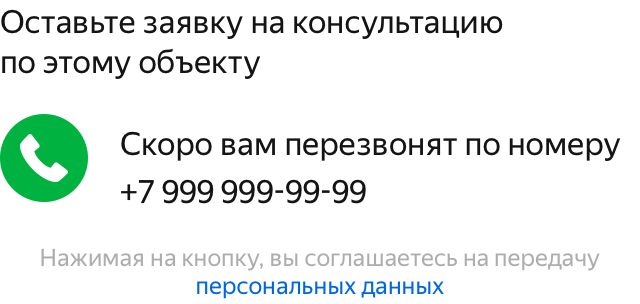 Оставьте заявку на консультацию
по этому объекту
Скоро вам перезвонят по номеру
+7 999 999-99-99
Нажимая на кнопку, вы соглашаетесь на передачу
персональных данных